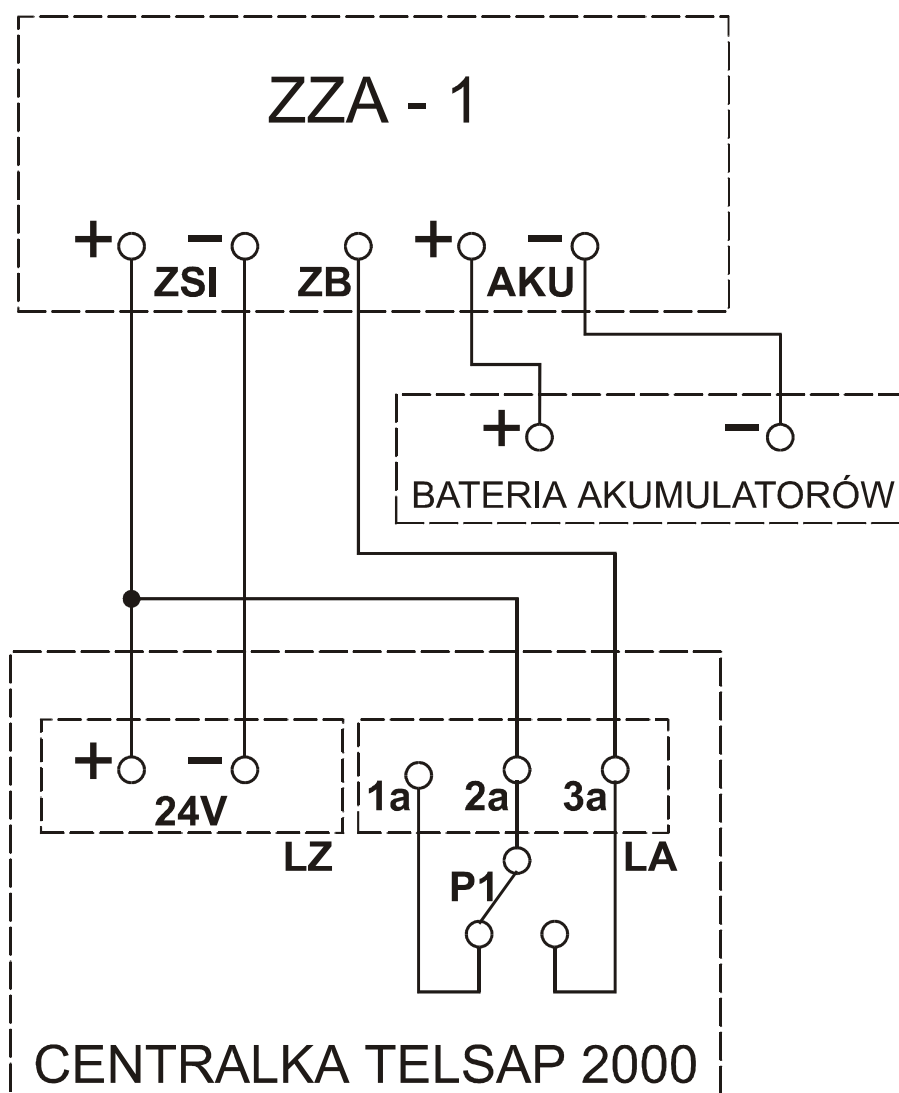 ZZA - 1
+ − + −
ZSI ZB AKU
+ −
BATERIA AKUMULATORÓW
+ −
24V
1a 2a 3a
LZ LA
P1
CENTRALKA TELSAP 2000